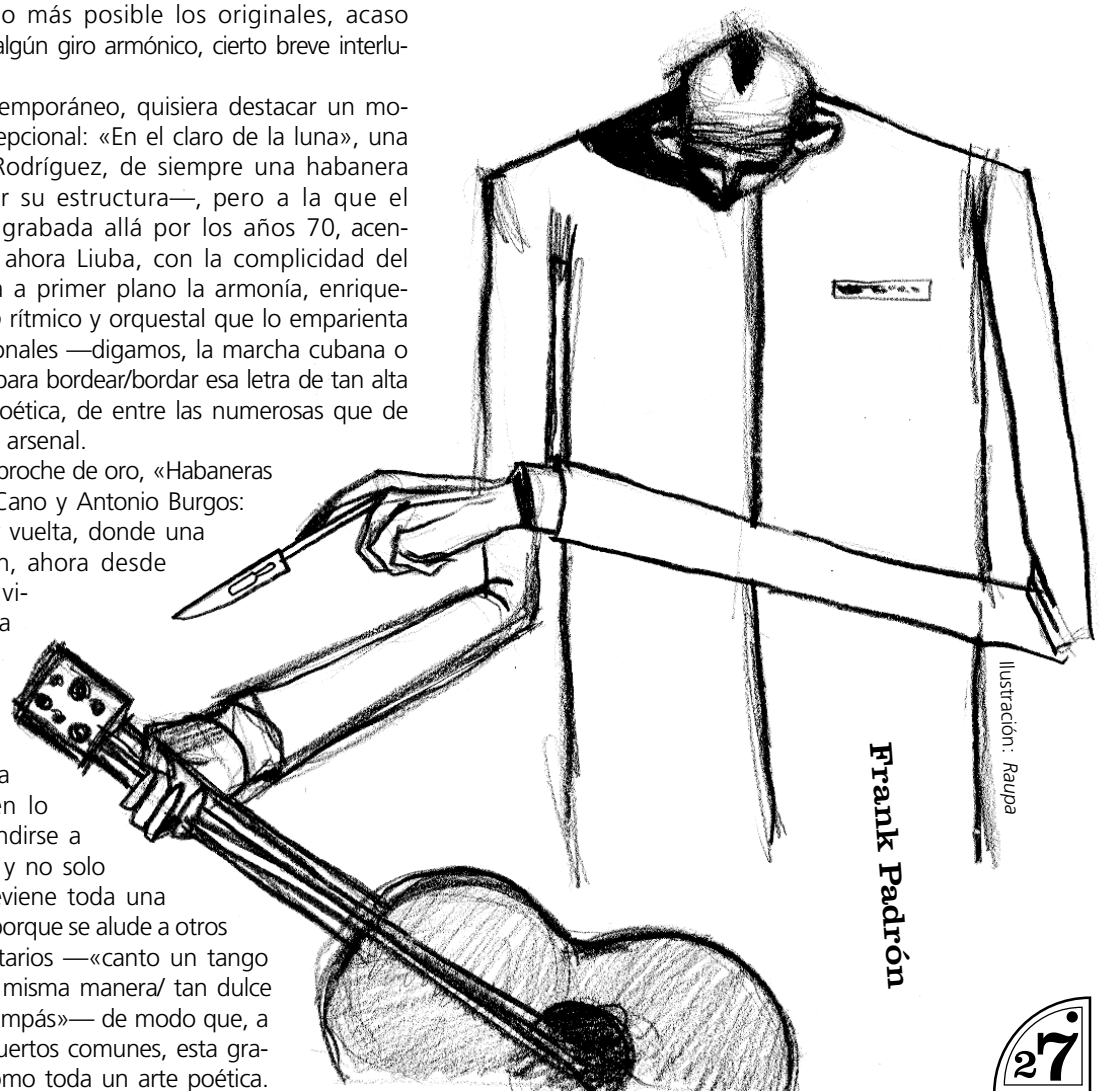 o más posible los originales, acaso
algún giro armónico, cierto breve interlu-
emporáneo, quisiera destacar un mo-
epcional: «En el claro de la luna», una
Rodríguez, de siempre una habanera
r su estructura—, pero a la que el
grabada allá por los años 70, acen-
ahora Liuba, con la complicidad del
a primer plano la armonía, enrique-
o rítmico y orquestal que lo emparienta
onales —digamos, la marcha cubana o
para bordear/bordar esa letra de tan alta
oética, de entre las numerosas que de
arsenal.
broche de oro, «Habaneras
Cano y Antonio Burgos:
vuelta, donde una
n, ahora desde
vi-
a
a
en lo
ndirse a
y no solo
eviene toda una
porque se alude a otros
tarios —«canto un tango
misma manera/ tan dulce
mpás»— de modo que, a
uertos comunes, esta gra-
omo toda un arte poética.
Ilustración: Raupa
Frank Padrón
27